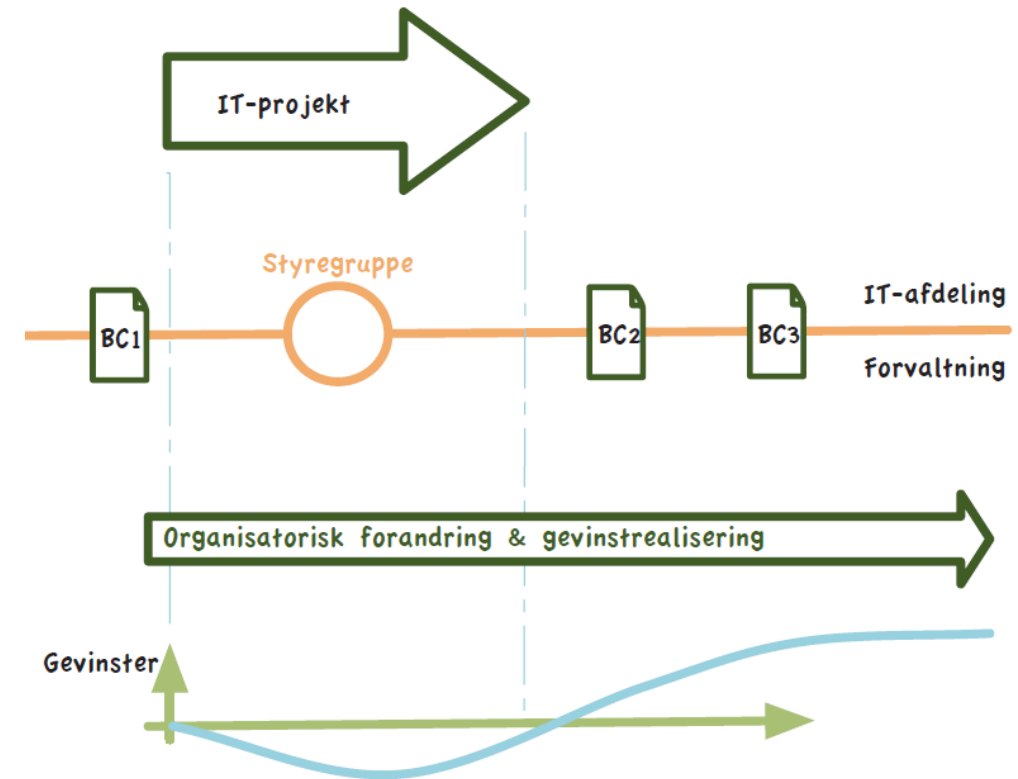 IT-projekt
Styregruppe
BC1
BC2
BC3
IT-afdeling
Forvaltning
Organisatorisk forandring & gevinstrealisering
Gevinster